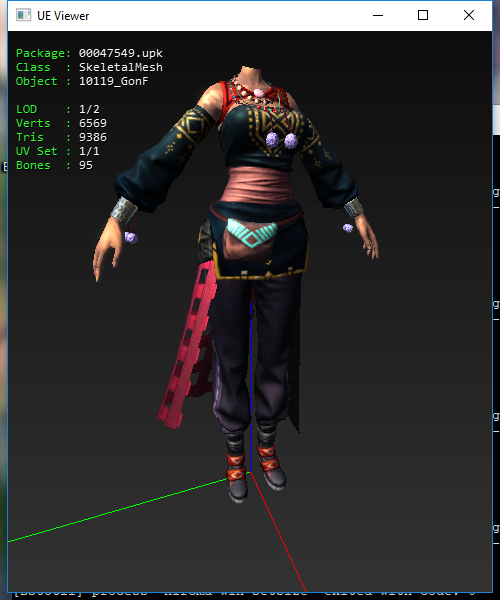 UE Viewer
Package: 00047549.upk
Class : SkeletalMesh
Object : 10119_GonF
LOD : 1/2
Verts : 6569
Tris : 9386
UV Set : 1/1
Bones : 95